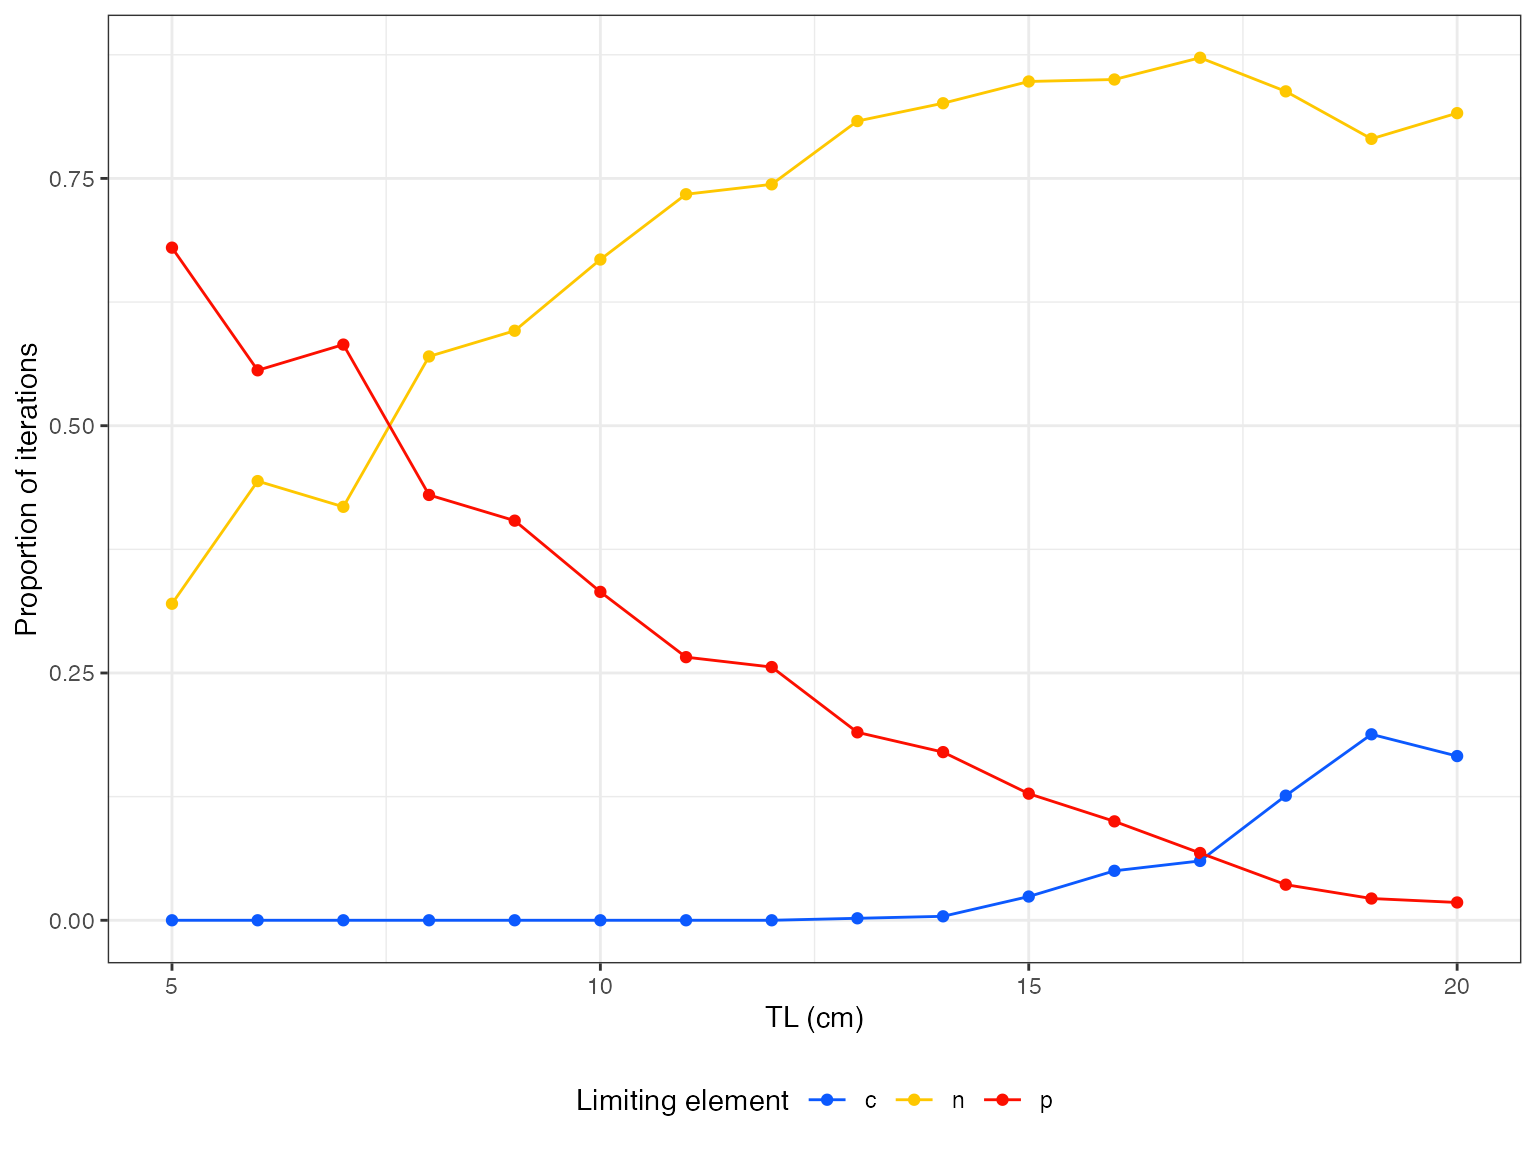 Proportion of iterations
0.75
0.50
0.25
0.00
5 10 15 20
TL (cm)
Limiting element c n p